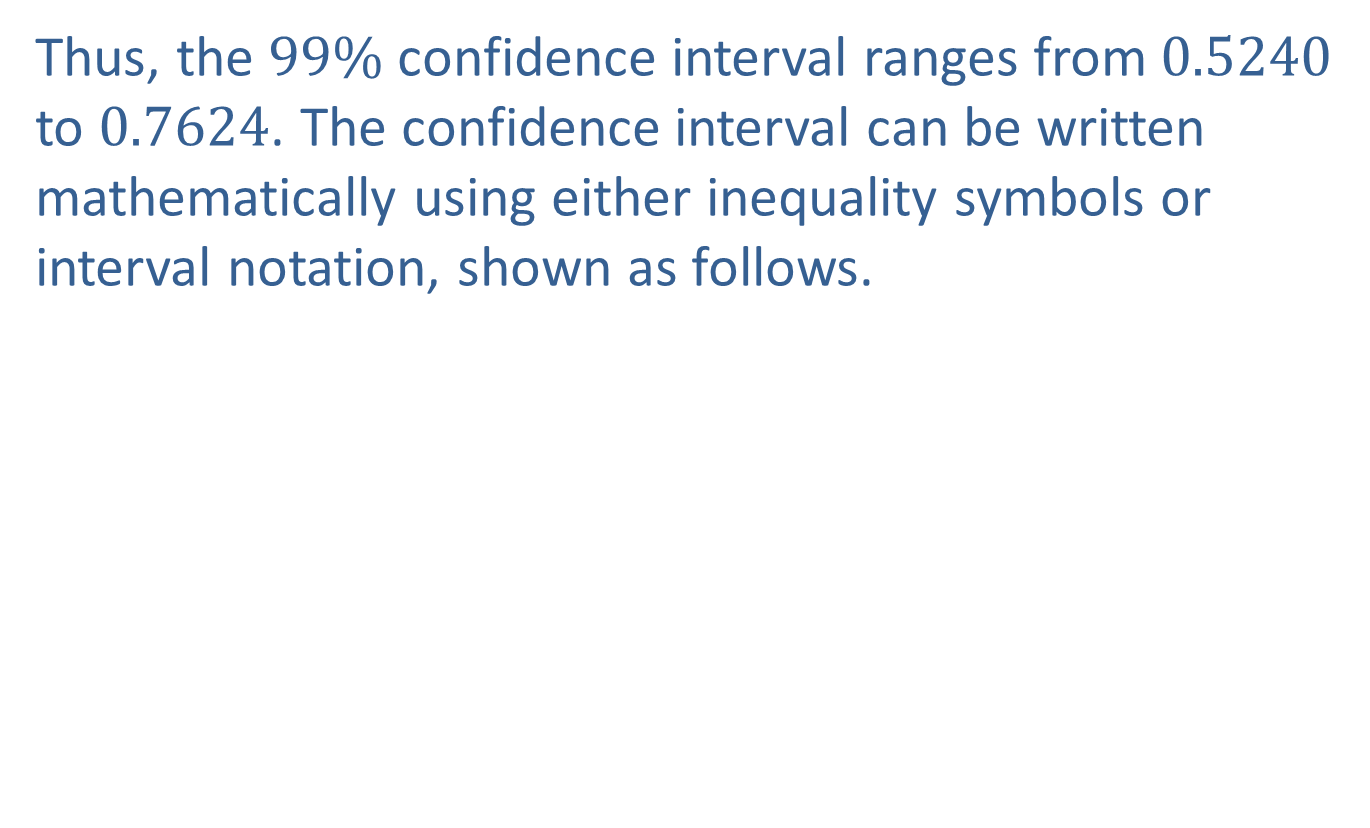 Thus, the 99% confidence interval ranges from 0.5240
to 0.7624. The confidence interval can be written
mathematically using either inequality symbols or
interval notation, shown as follows.